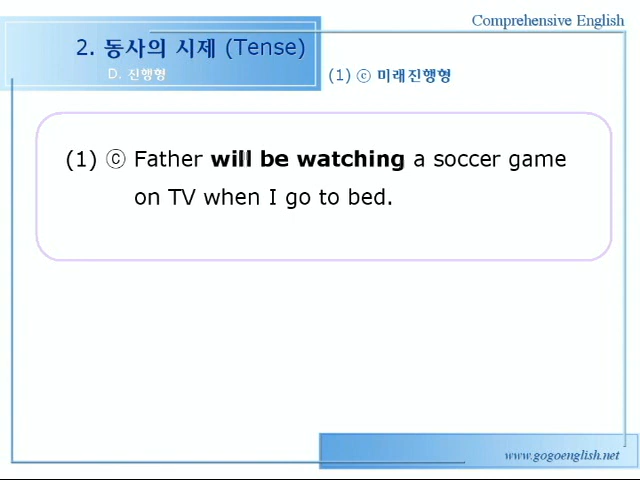 Comprehensive English
2. 동사의 시제 (Tense)
D. 진행형
(1) ⓒ 미래진행형
(1) ⓒ Father will be watching a soccer game
on TV when I go to bed.
www.gogoenglish.net